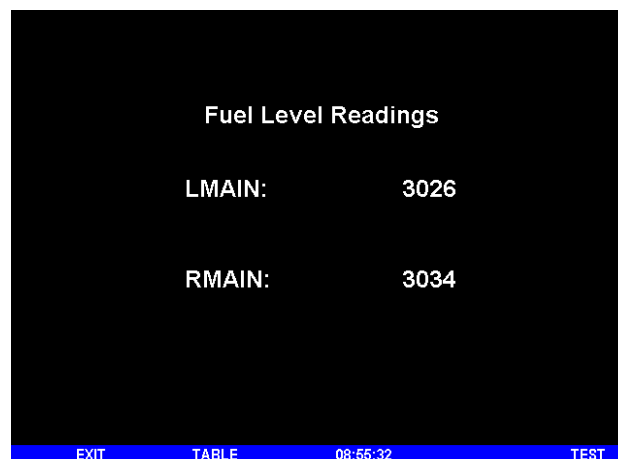 Fuel Level Readings
LMAIN: 3026
RMAIN: 3034
EXIT TABLE 08:55:32 TEST